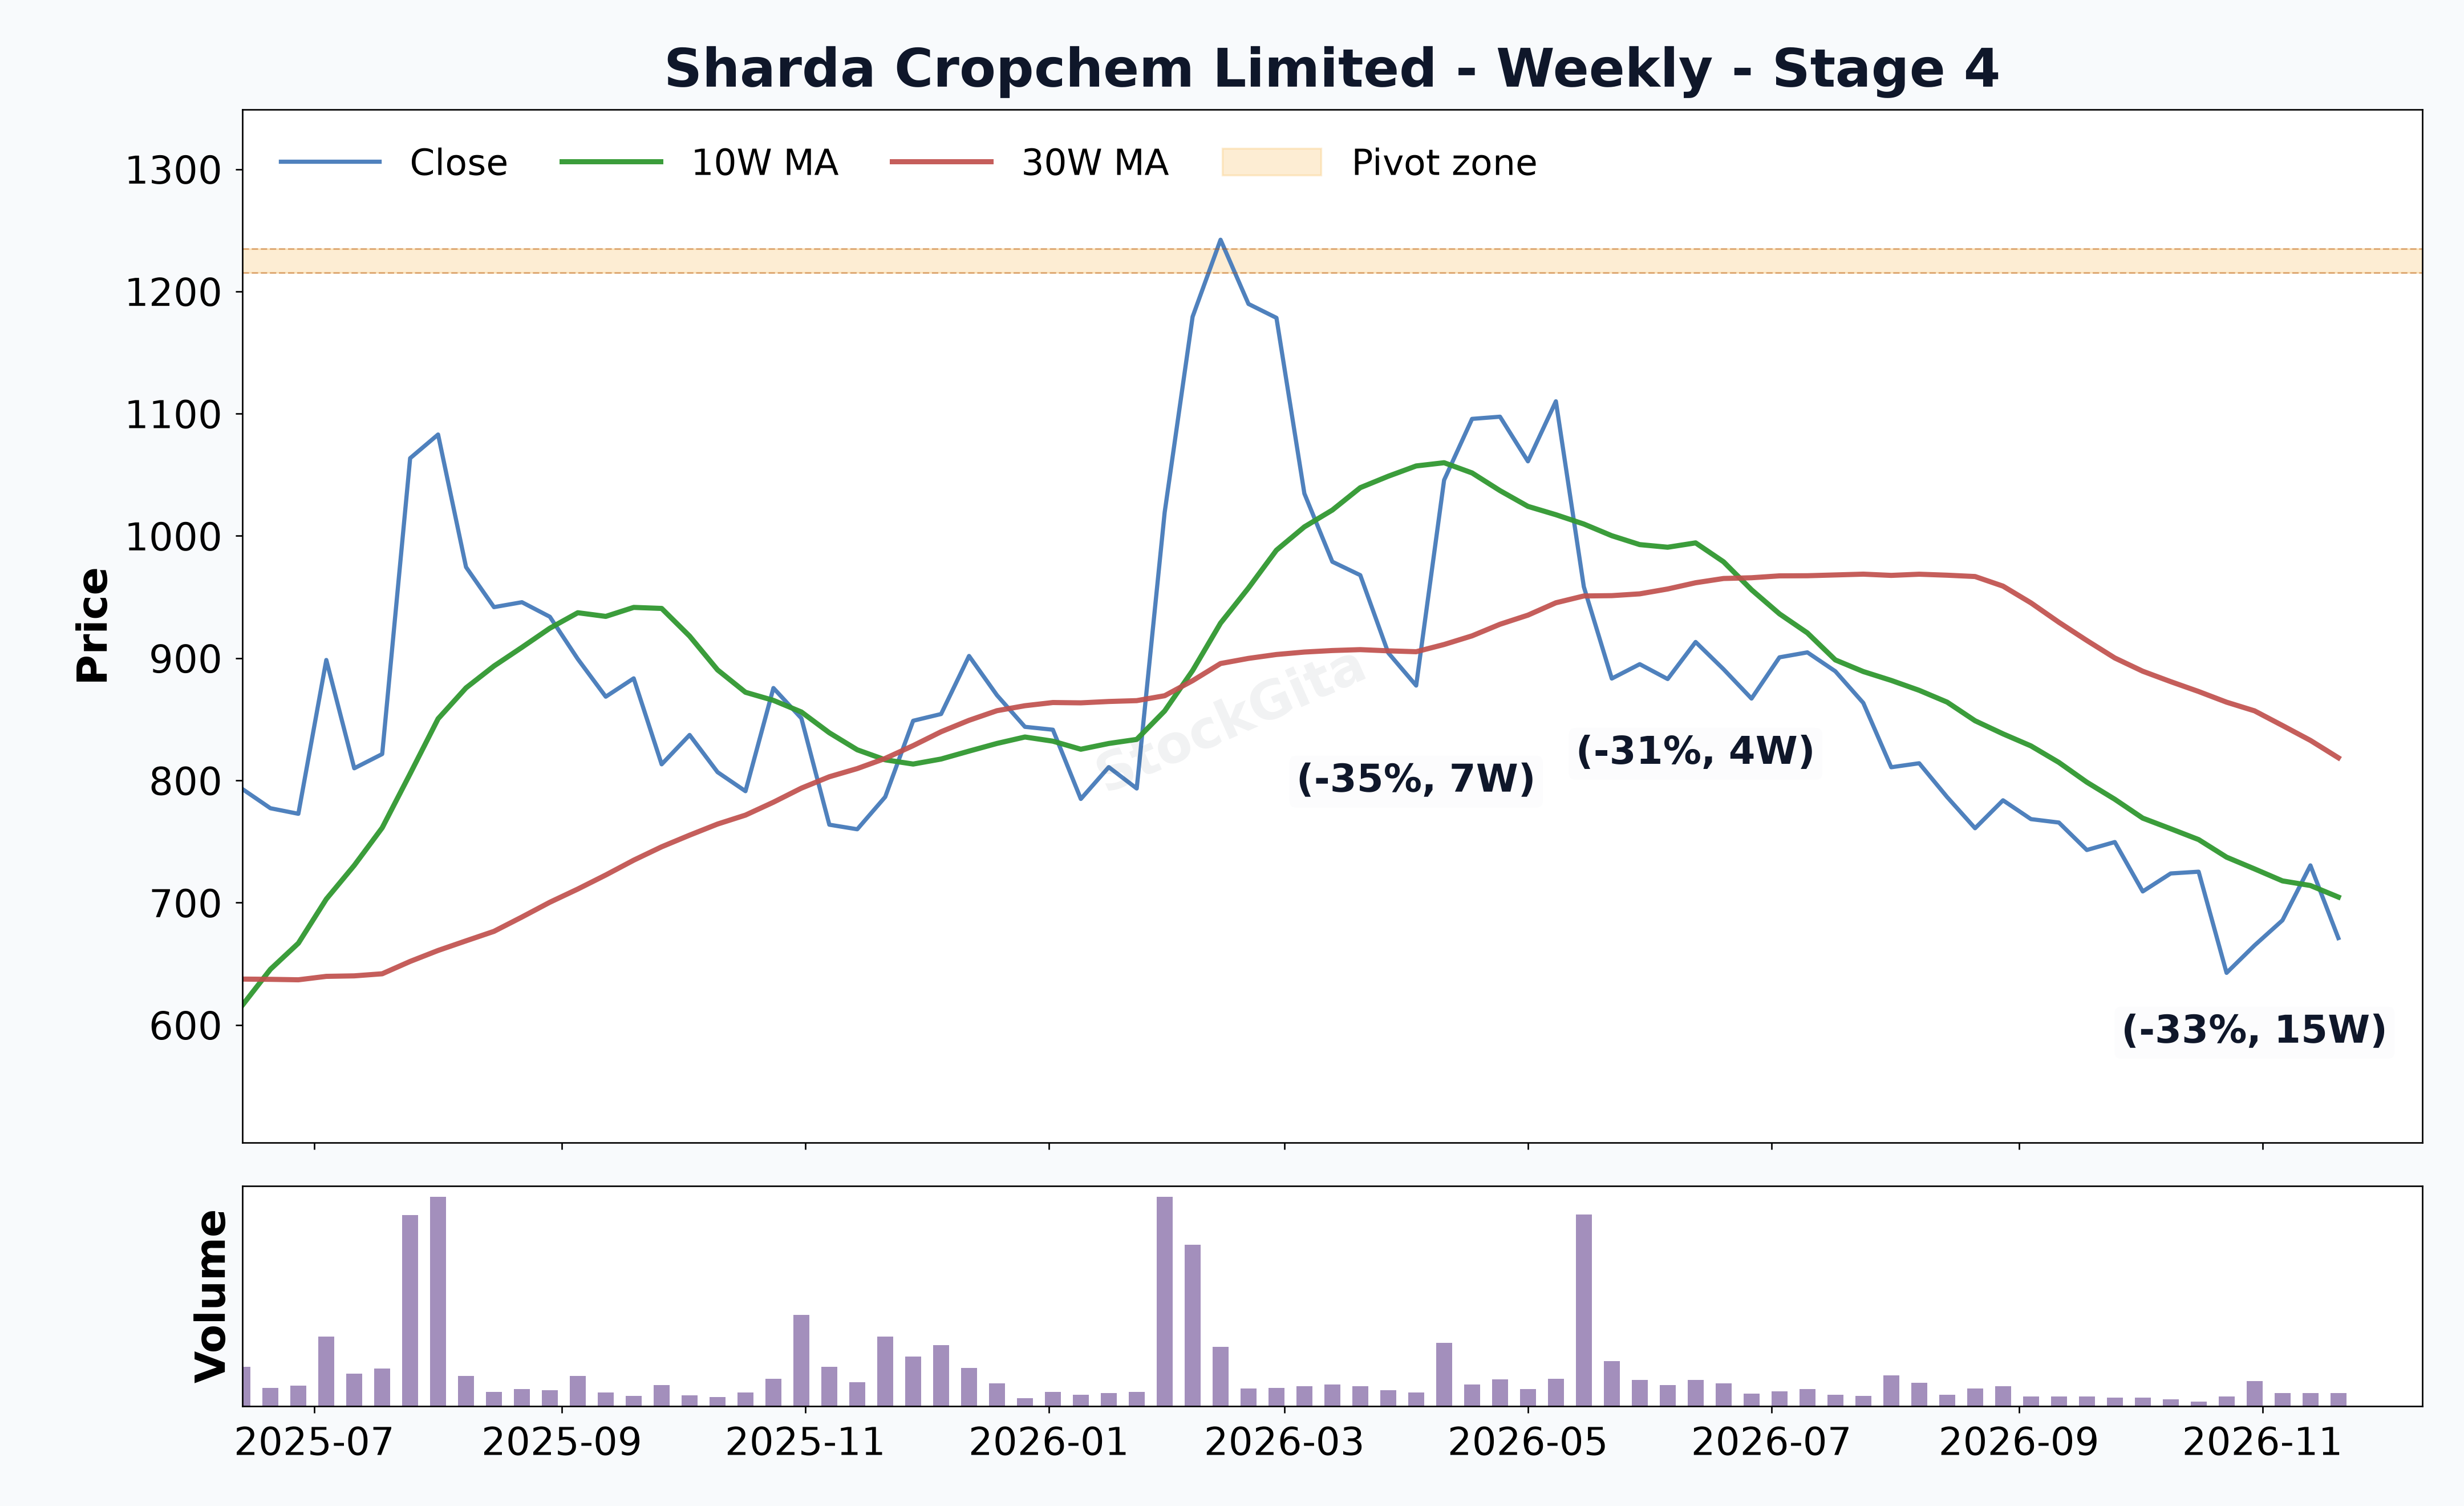 Sharda Cropchem Limited - Weekly - Stage 4
Close 10W MA 30W MA Pivot zone
1300
1200
1100
1000
900
800
700
600
Price
StockGita
(-35%, 7W)
(-31%, 4W)
(-33%, 15W)
Volume
2025-07 2025-09 2025-11 2026-01 2026-03 2026-05 2026-07 2026-09 2026-11